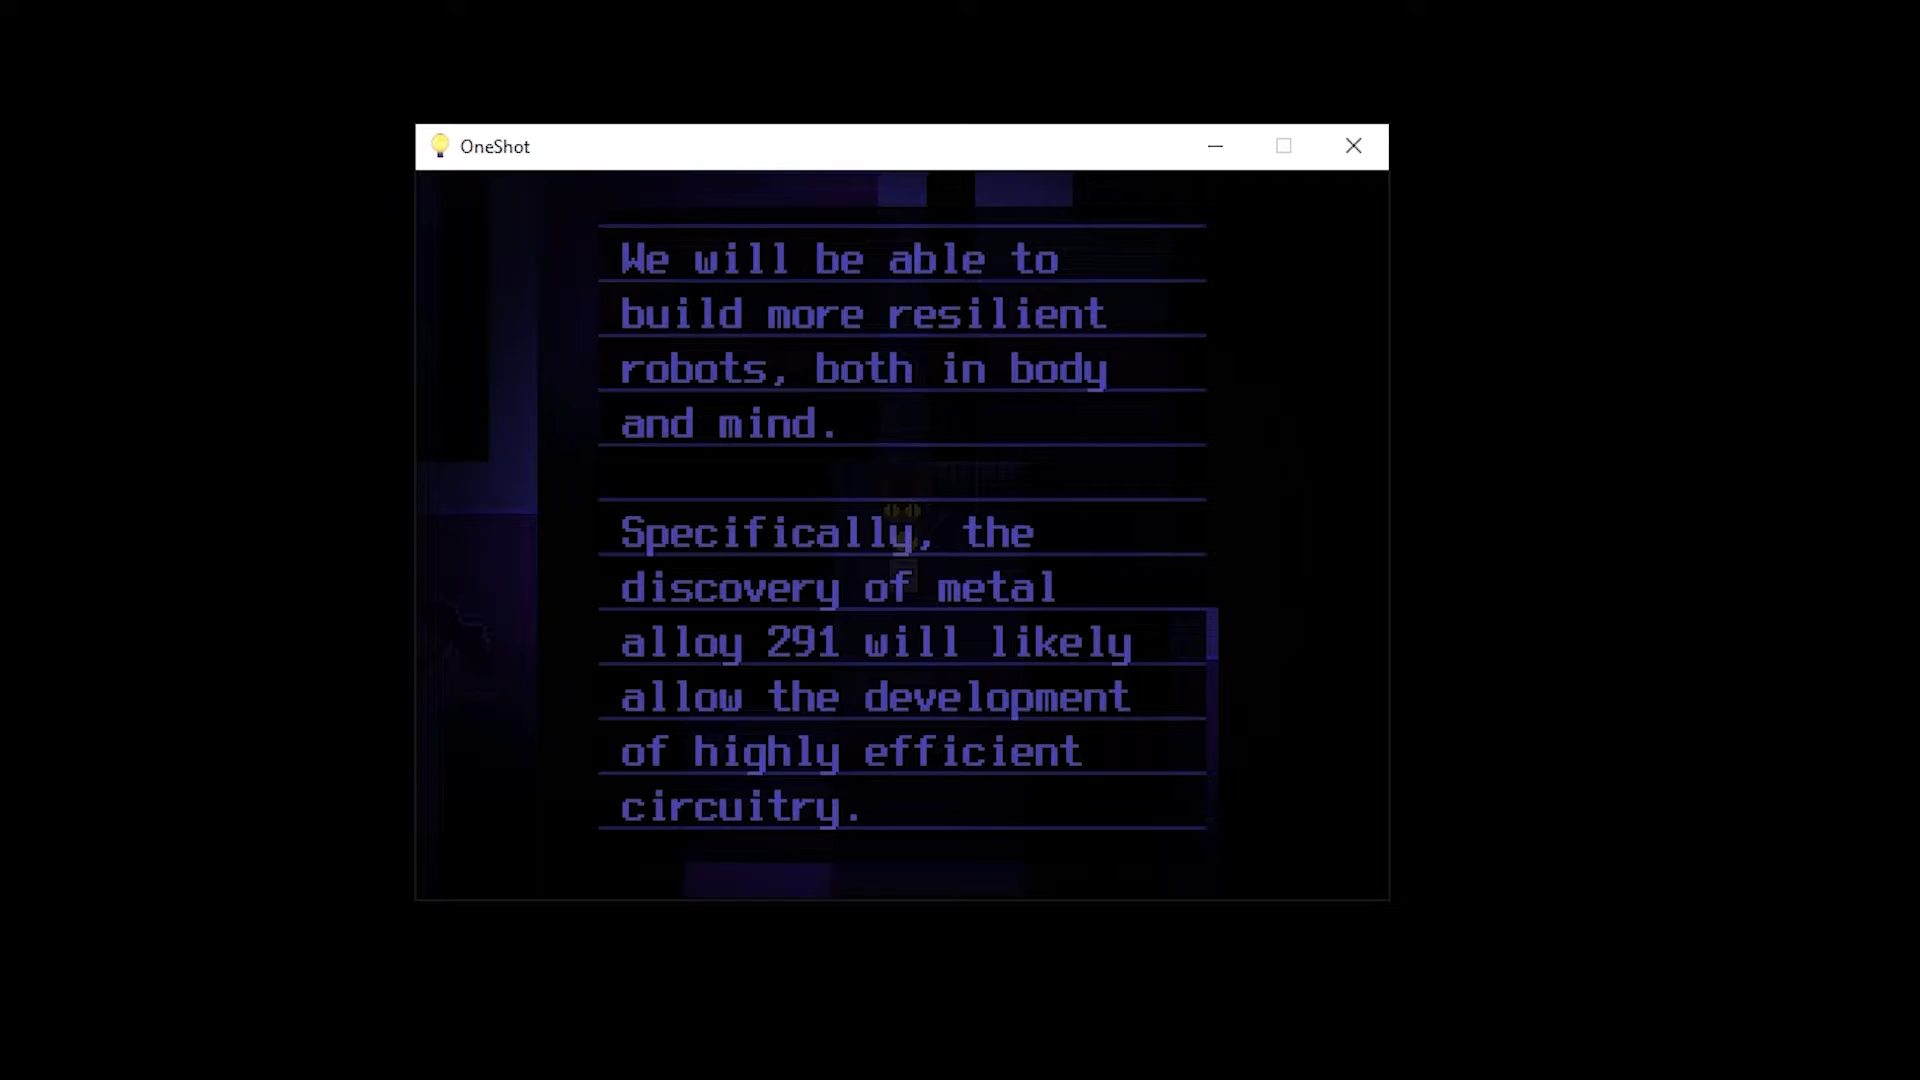 OneShot
We will be able to
build more resilient
robots, both in body
and mind.
Specifically, the
discovery of metal
alloy 291 will likely
allow the development
of highly efficient
circuitry.